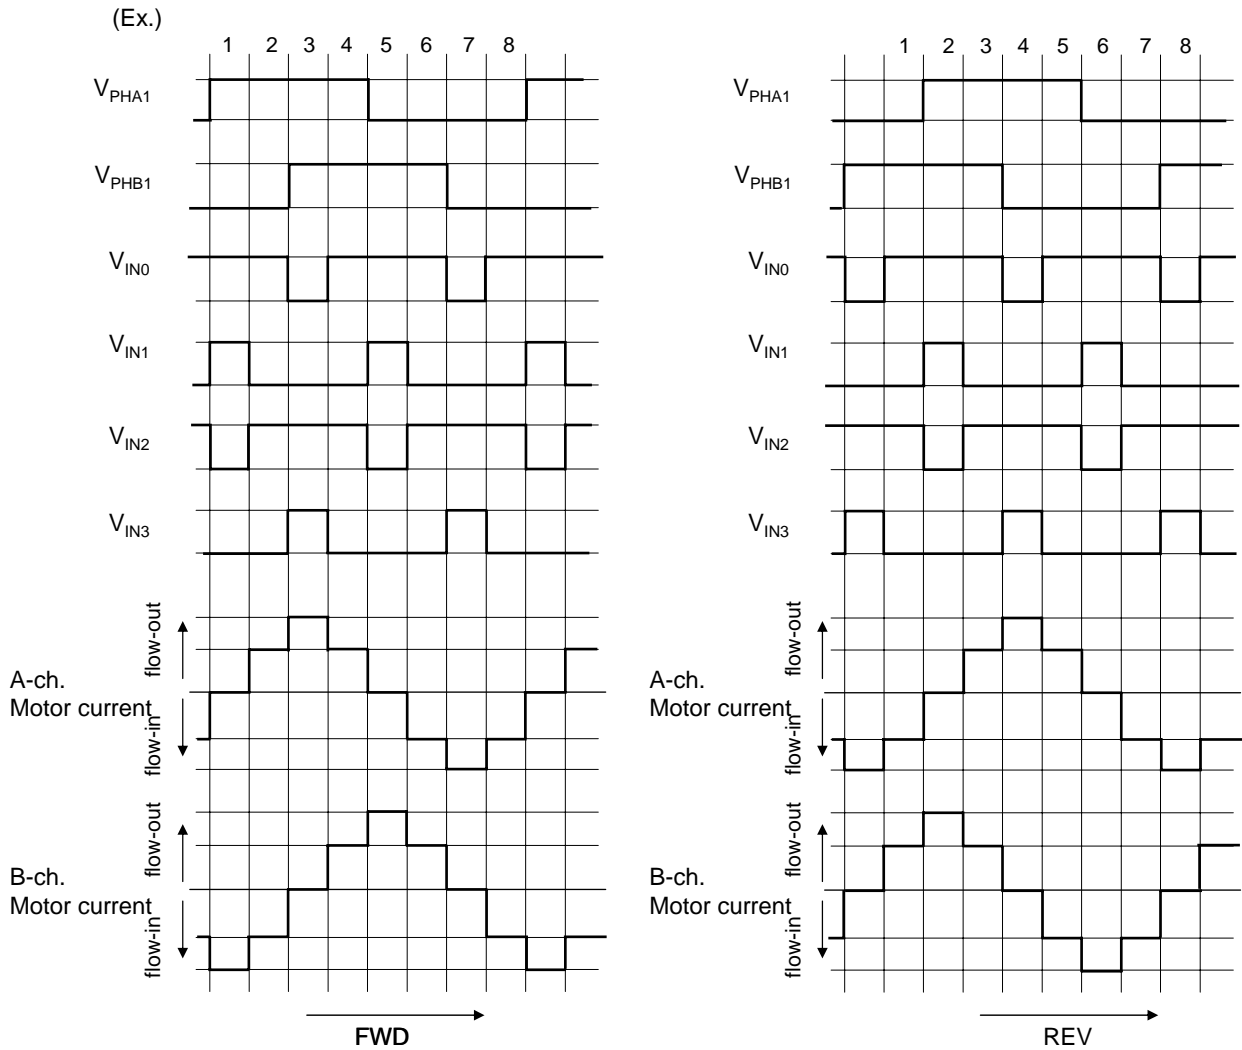 (Ex.)
1 2 3 4 5 6 7 8
VPHA1
VPHB1
VIN0
VIN1
VIN2
VIN3
flow-out
A-ch.
Motor current
flow-in
flow-out
B-ch.
Motor current
flow-in
FWD
1 2 3 4 5 6 7 8
VPHA1
VPHB1
VIN0
VIN1
VIN2
VIN3
flow-out
A-ch.
Motor current
flow-in
flow-out
B-ch.
Motor current
flow-in
REV